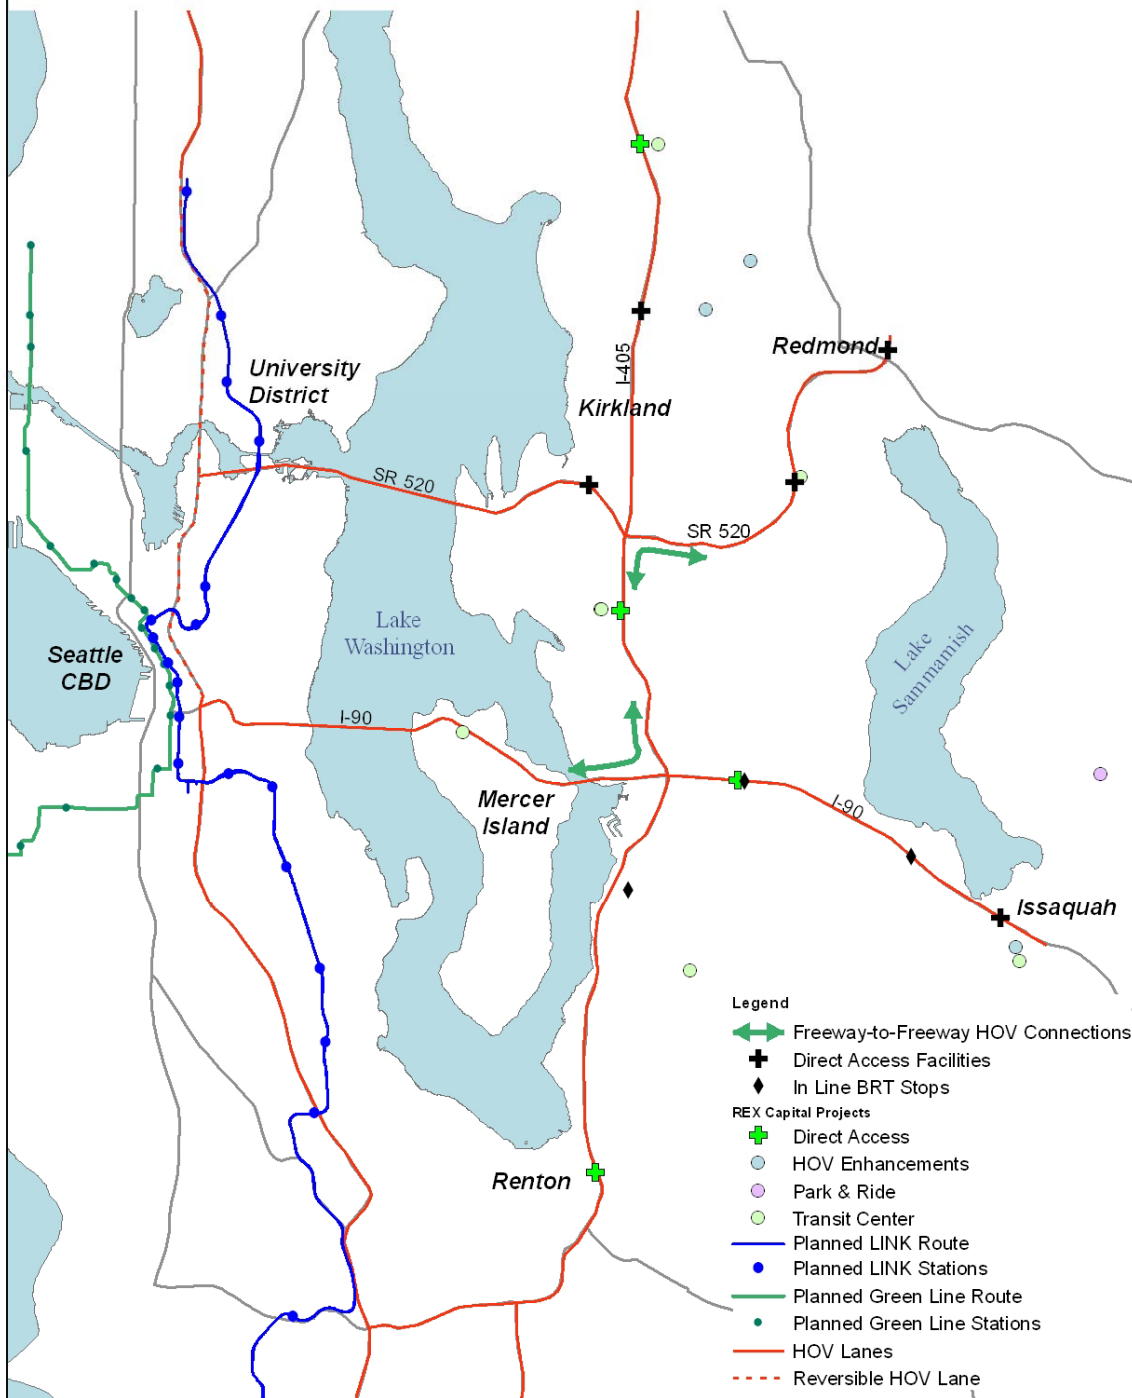 Redmond
University
District
I-405
Kirkland
SR 520
SR 520
Lake
Washington
Lake
Sammamish
Seattle
CBD
I-90
Mercer
Island
I-90
Issaquah
Renton
Legend
Freeway-to-Freeway HOV Connections
Direct Access Facilities
In Line BRT Stops
REX Capital Projects
Direct Access
HOV Enhancements
Park & Ride
Transit Center
Planned LINK Route
Planned LINK Stations
Planned Green Line Route
Planned Green Line Stations
HOV Lanes
Reversible HOV Lane